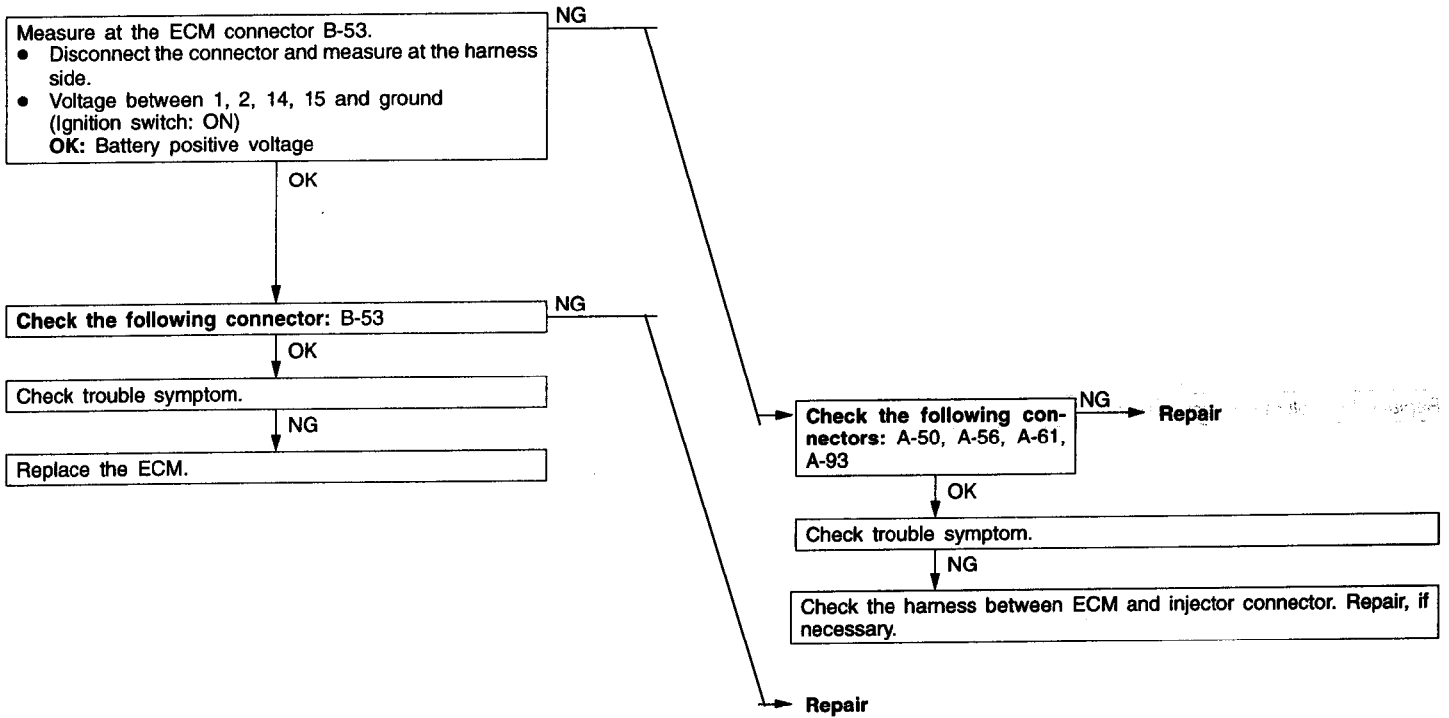 Measure at the ECM connector B-53.
● Disconnect the connector and measure at the harness
side.
● Voltage between 1, 2, 14, 15 and ground
(Ignition switch: ON)
OK: Battery positive voltage
NG
OK
Check the following connector: B-53
NG
OK
Check trouble symptom.
NG
Replace the ECM.
Check the following con-
nectors: A-50, A-56, A-61,
A-93
NG
Repair
OK
Check trouble symptom.
NG
Check the harness between ECM and injector connector. Repair, if
necessary.
Repair